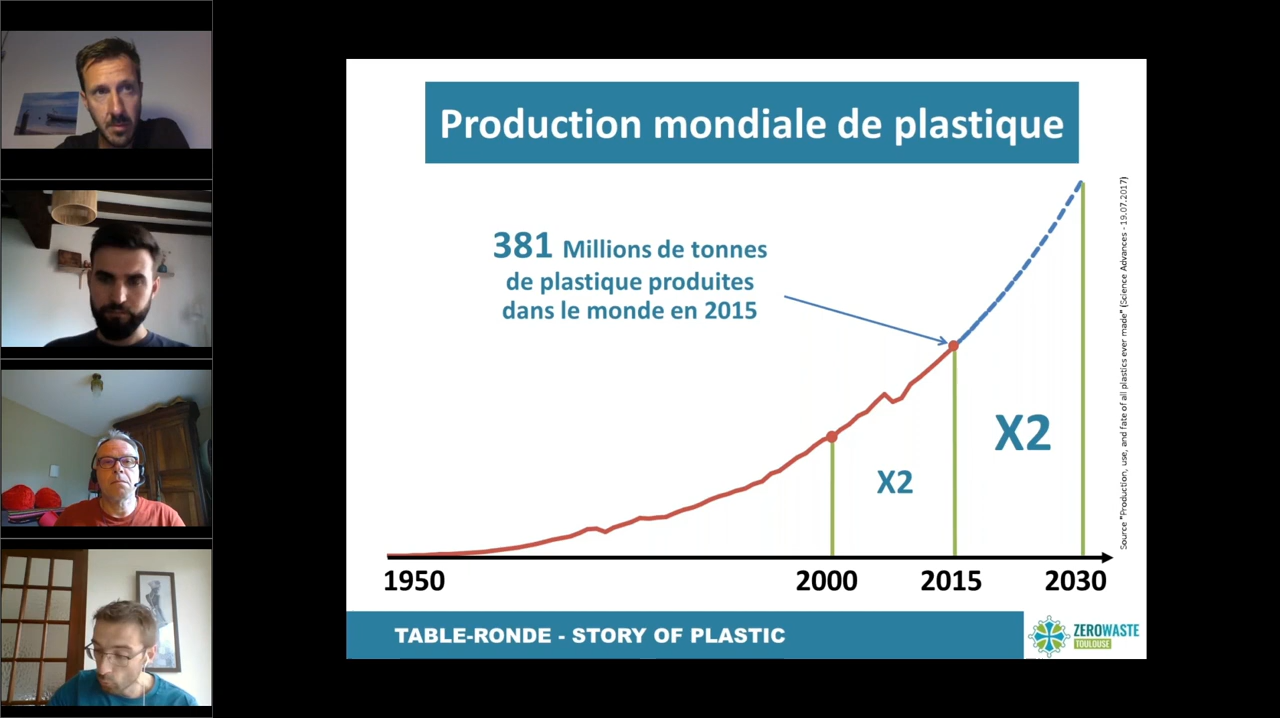 Production mondiale de plastique
381 Millions de tonnes
de plastique produites
dans le monde en 2015
X2
X2
1950
2000
2015
2030
Source "Production, use, and fate of all plastics ever made" (Science Advances - 19.07.2017)
TABLE-RONDE - STORY OF PLASTIC
ZEROWASTE
TOULOUSE